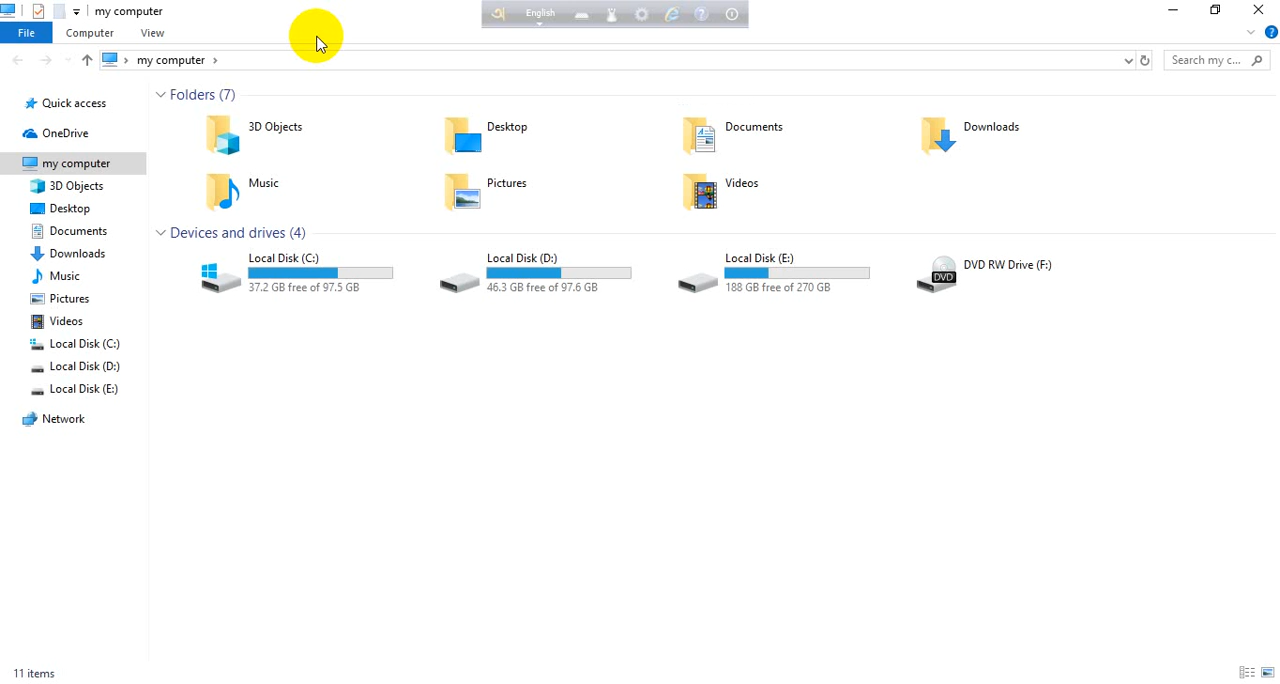 my computer
English
File Computer View
my computer
Search my c...
Quick access
OneDrive
my computer
3D Objects
Desktop
Documents
Downloads
Music
Pictures
Videos
Local Disk (C:)
Local Disk (D:)
Local Disk (E:)
Network
Folders (7)
3D Objects
Desktop
Documents
Downloads
Music
Pictures
Videos
Devices and drives (4)
Local Disk (C:)
37.2 GB free of 97.5 GB
Local Disk (D:)
46.3 GB free of 97.6 GB
Local Disk (E:)
188 GB free of 270 GB
DVD
DVD RW Drive (F:)
11 items